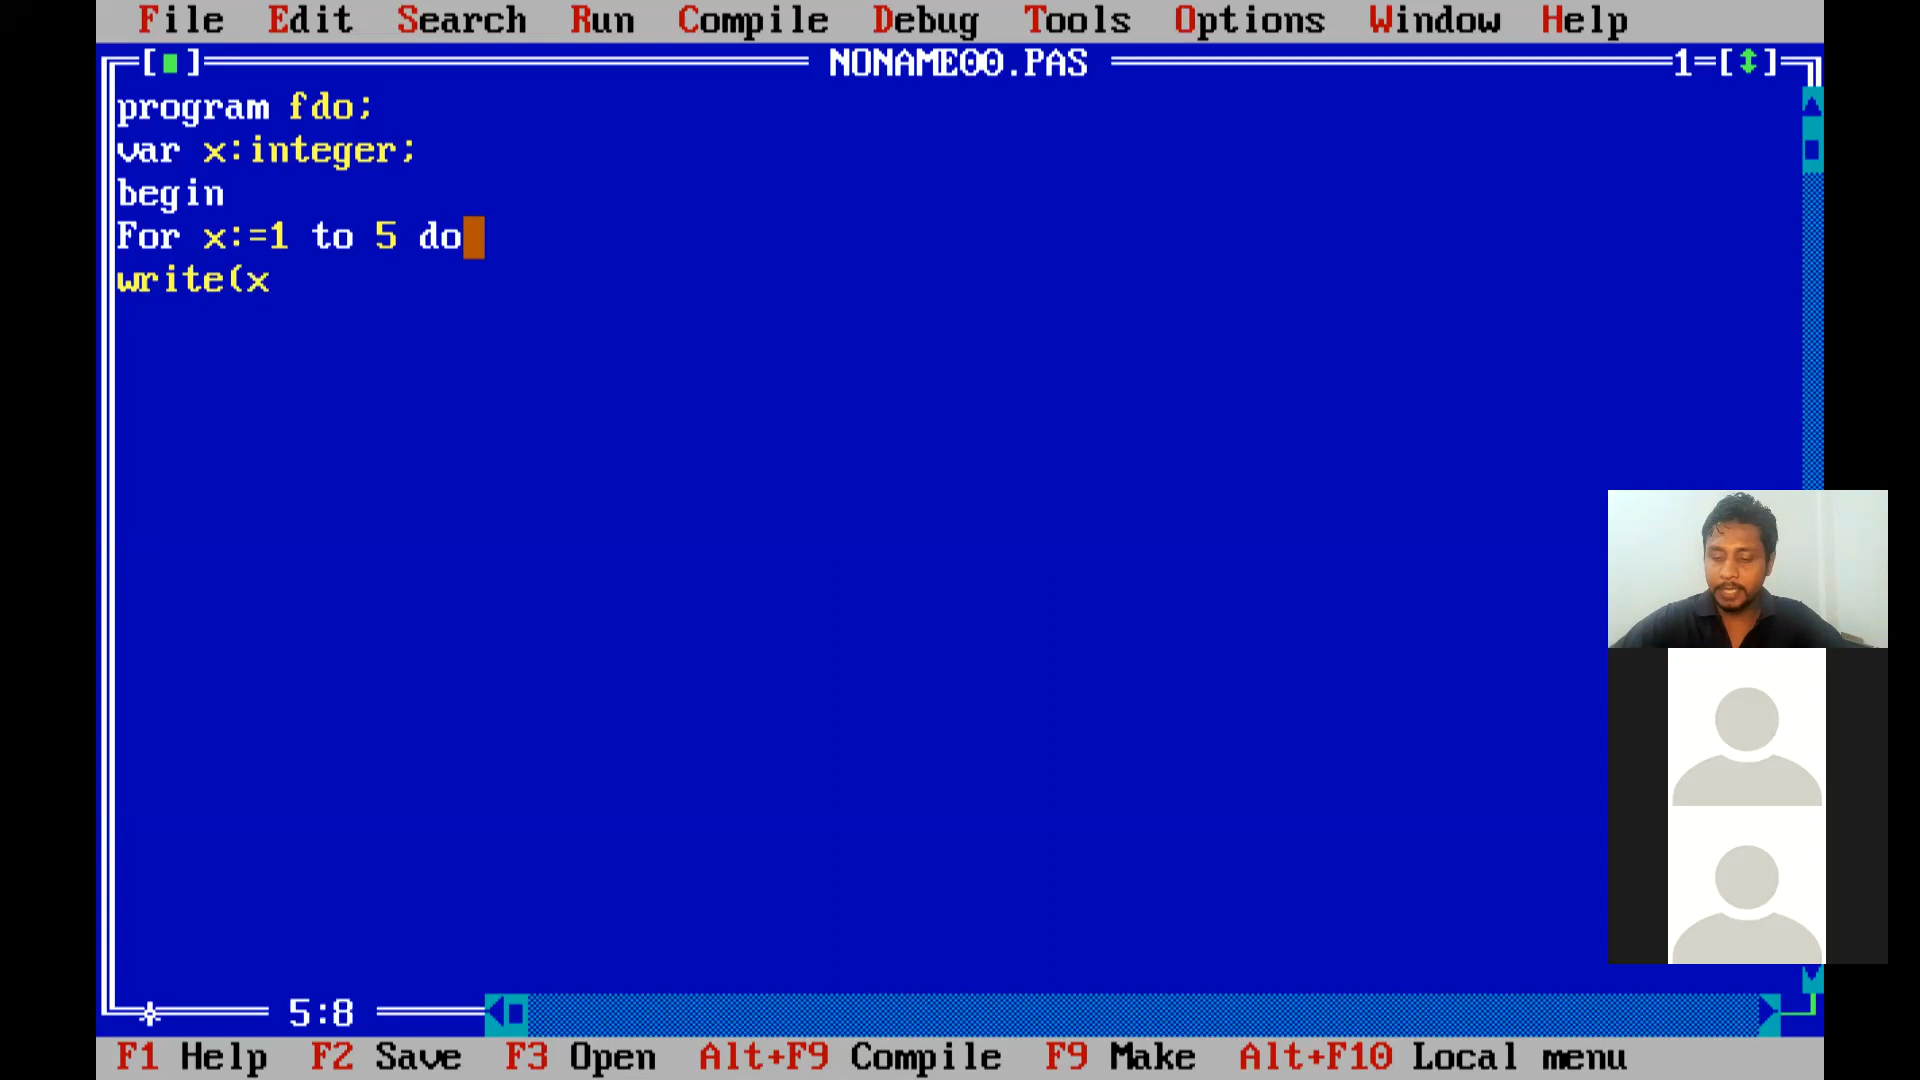 File Edit Search Run Compile Debug Tools Options Window Help
[■] NONAME00.PAS 1=[↕]
program fdo;
var x:integer;
begin
For x:=1 to 5 do
write(x
5:8
F1 Help F2 Save F3 Open Alt+F9 Compile F9 Make Alt+F10 Local menu